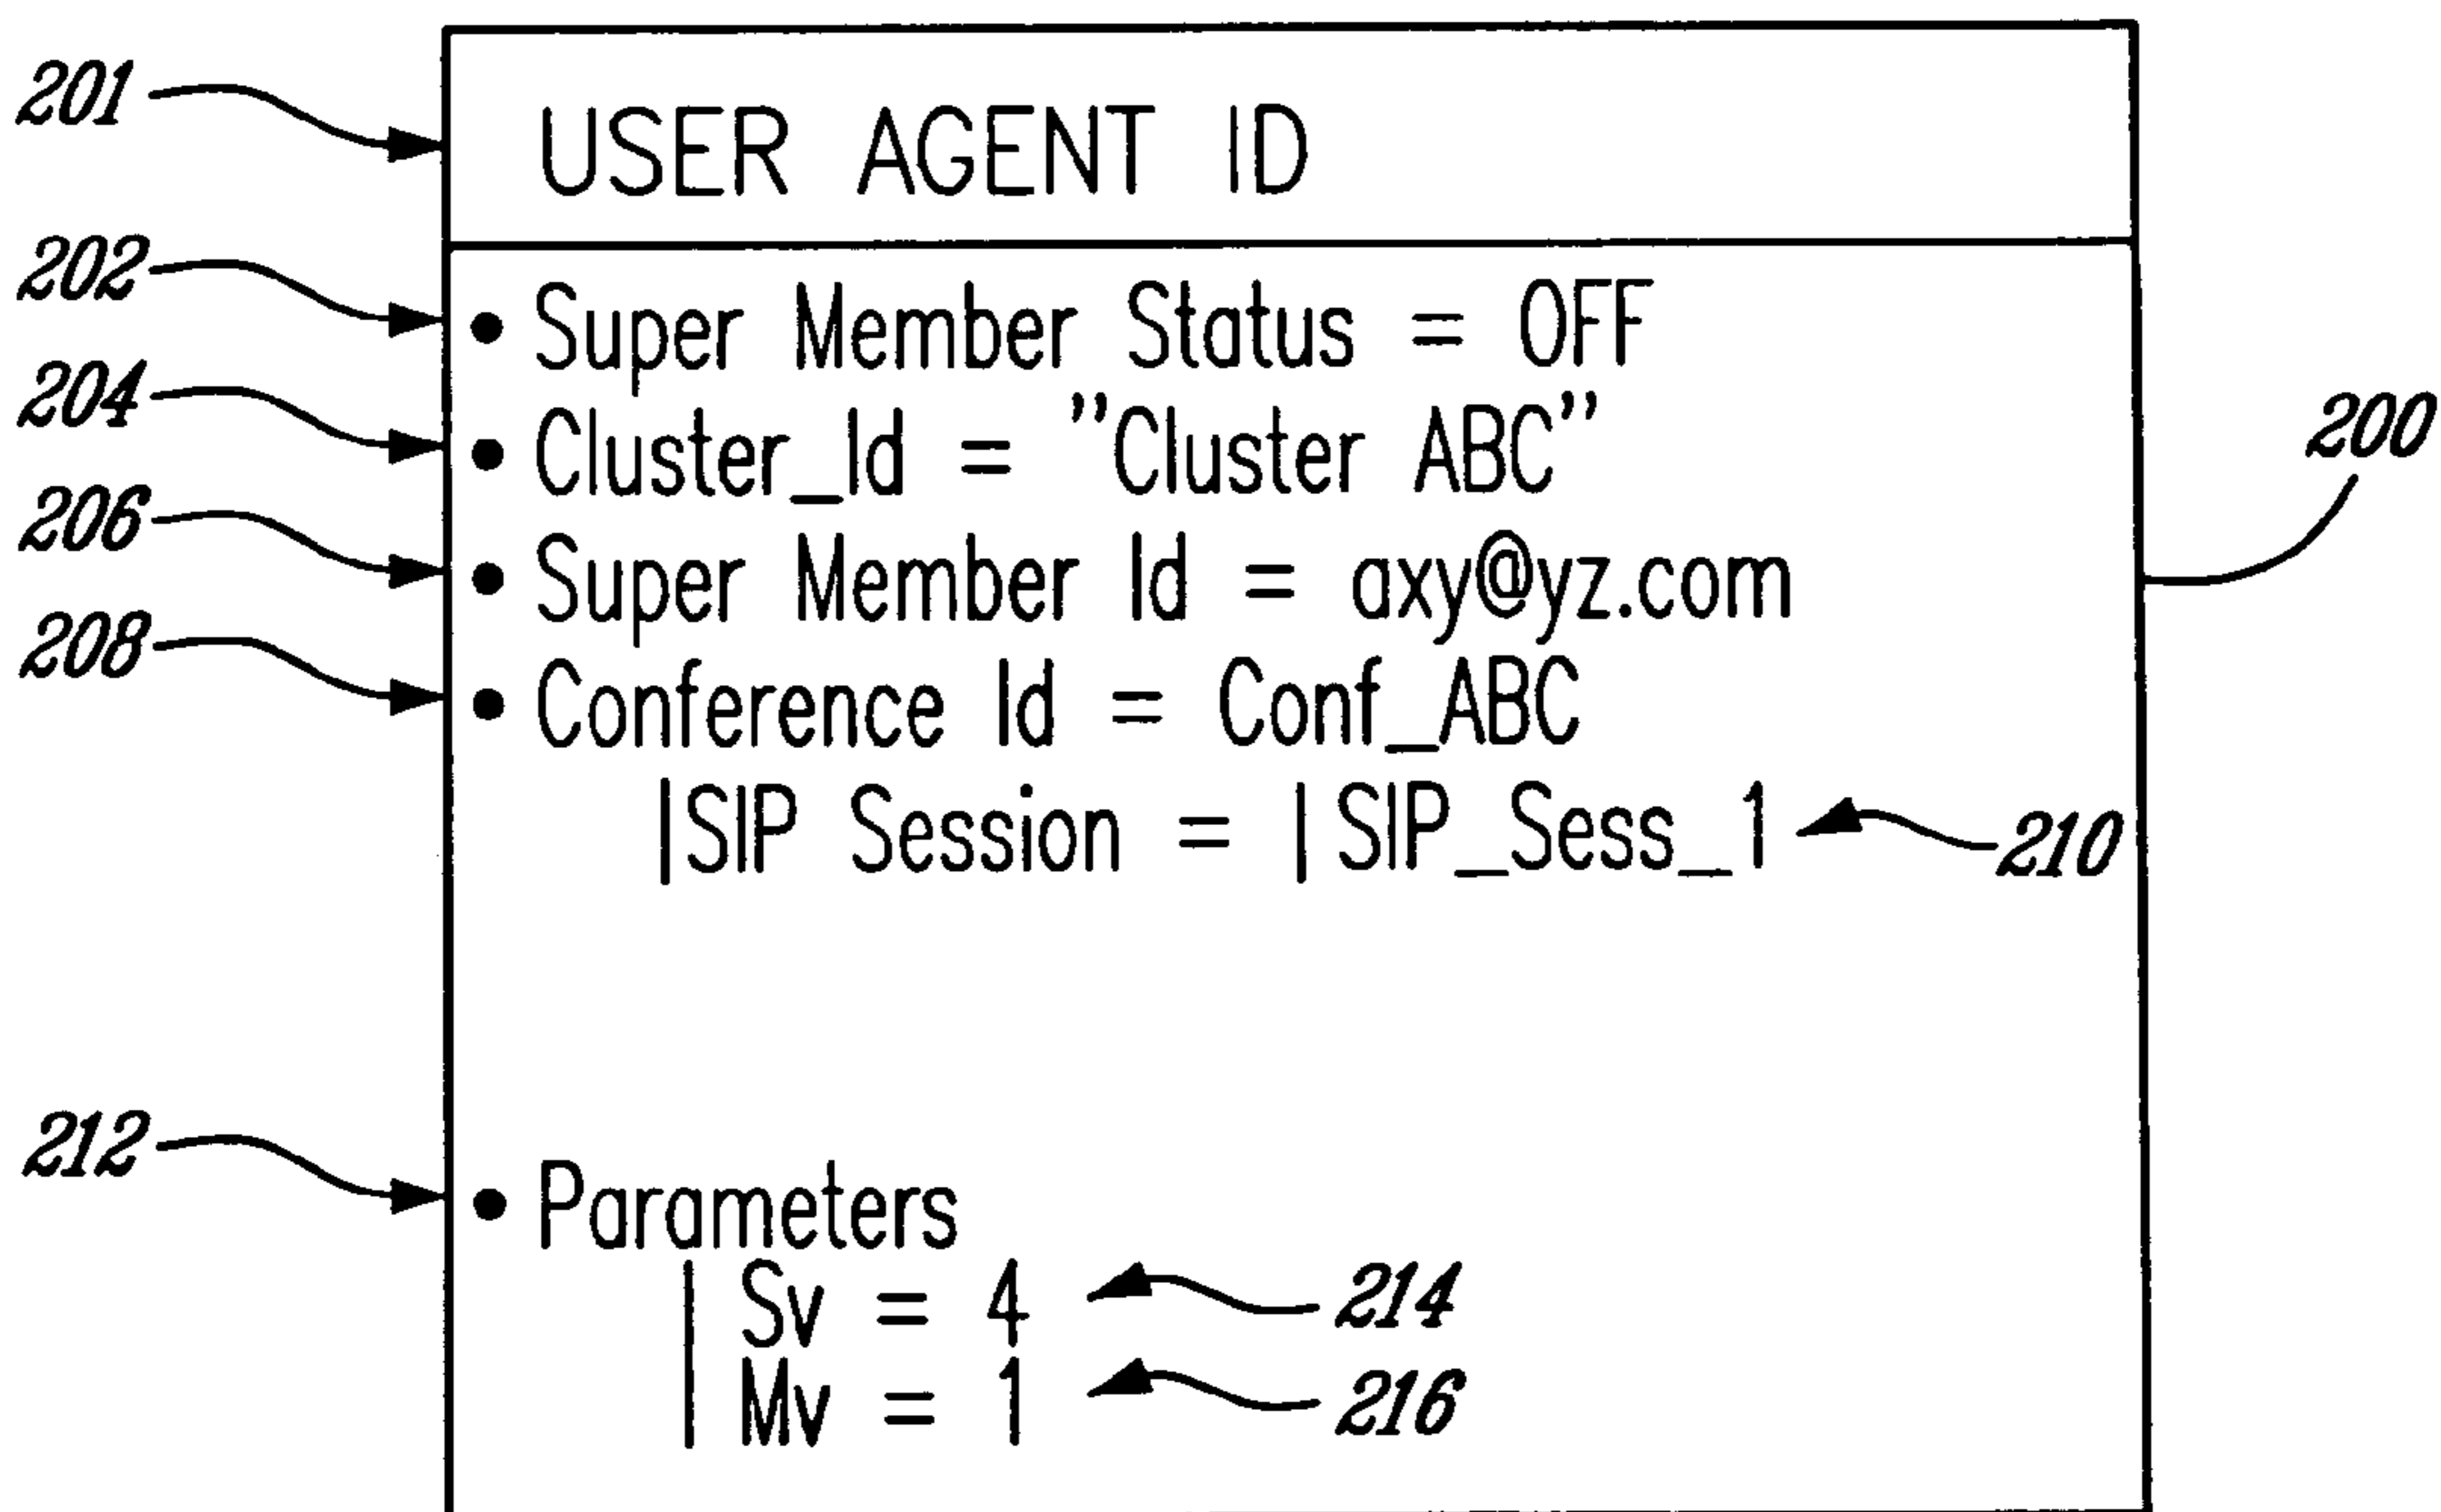 201 USER AGENT ID
202 • Super Member Status = OFF
204 • Cluster_Id = "Cluster ABC"
200
206 • Super Member Id = axy@yz.com
208 • Conference Id = Conf_ABC
|SIP Session = |SIP_Sess_1 210
212 • Parameters
| Sv = 4 214
| Mv = 1 216